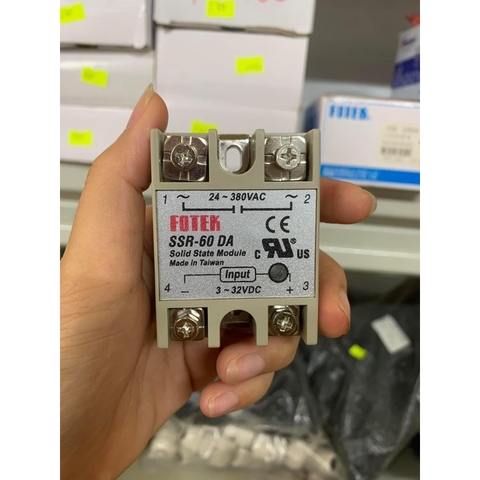 FOTEK
1 ~ 24~380VAC ~ 2
FOTEK
CE
SSR-60 DA
Solid State Module
Made in Taiwan
C RU US
Input
4 − 3~32VDC + 3